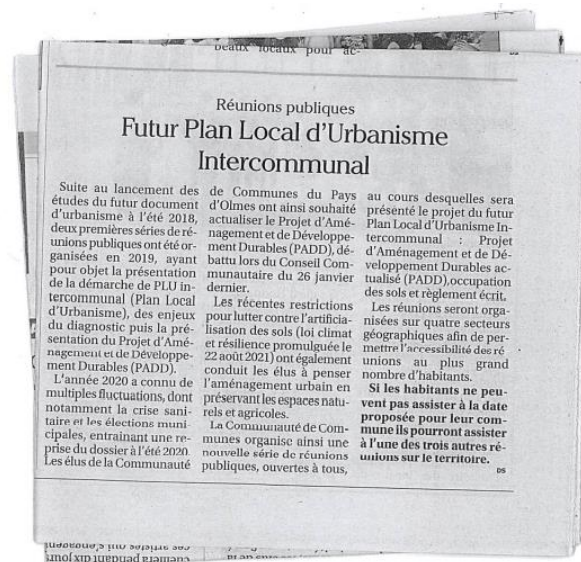 beaux locaux pour ac-
Réunions publiques
Futur Plan Local d'Urbanisme
Intercommunal
Suite au lancement des
études du futur document
d'urbanisme à l'été 2018,
deux premières séries de ré-
unions publiques ont été or-
ganisées en 2019, ayant
pour objet la présentation
de la démarche de PLU in-
tercommunal (Plan Local
d'Urbanisme), des enjeux
du diagnostic puis la pré-
sentation du Projet d'Amé-
nagement et de Développe-
ment Durables (PADD).
L'année 2020 a connu de
multiples fluctuations, dont
notamment la crise sani-
taire et les élections muni-
cipales, entrainant une re-
prise du dossier à l'été 2020.
Les élus de la Communauté
de Communes du Pays
d'Olmes ont ainsi souhaité
actualiser le Projet d'Amé-
nagement et de Développe-
ment Durables (PADD), dé-
battu lors du Conseil Com-
munautaire du 26 janvier
dernier.
Les récentes restrictions
pour lutter contre l'artificia-
lisation des sols (loi climat
et résilience promulguée le
22 août 2021) ont également
conduit les élus à penser
l'aménagement urbain en
préservant les espaces natu-
rels et agricoles.
La Communauté de Com-
munes organise ainsi une
nouvelle série de réunions
publiques, ouvertes à tous,
au cours desquelles sera
présenté le projet du futur
Plan Local d'Urbanisme In-
tercommunal : Projet
d'Aménagement et de Dé-
veloppement Durables ac-
tualisé (PADD),occupation
des sols et règlement écrit.
Les réunions seront orga-
nisées sur quatre secteurs
géographiques afin de per-
mettre l'accessibilité des ré
unions au plus grand
nombre d'habitants.
Si les habitants ne peu-
vent pas assister à la date
proposée pour leur com-
mune ils pourront assister
à l'une des trois autres ré-
unions sur le territoire.
DS